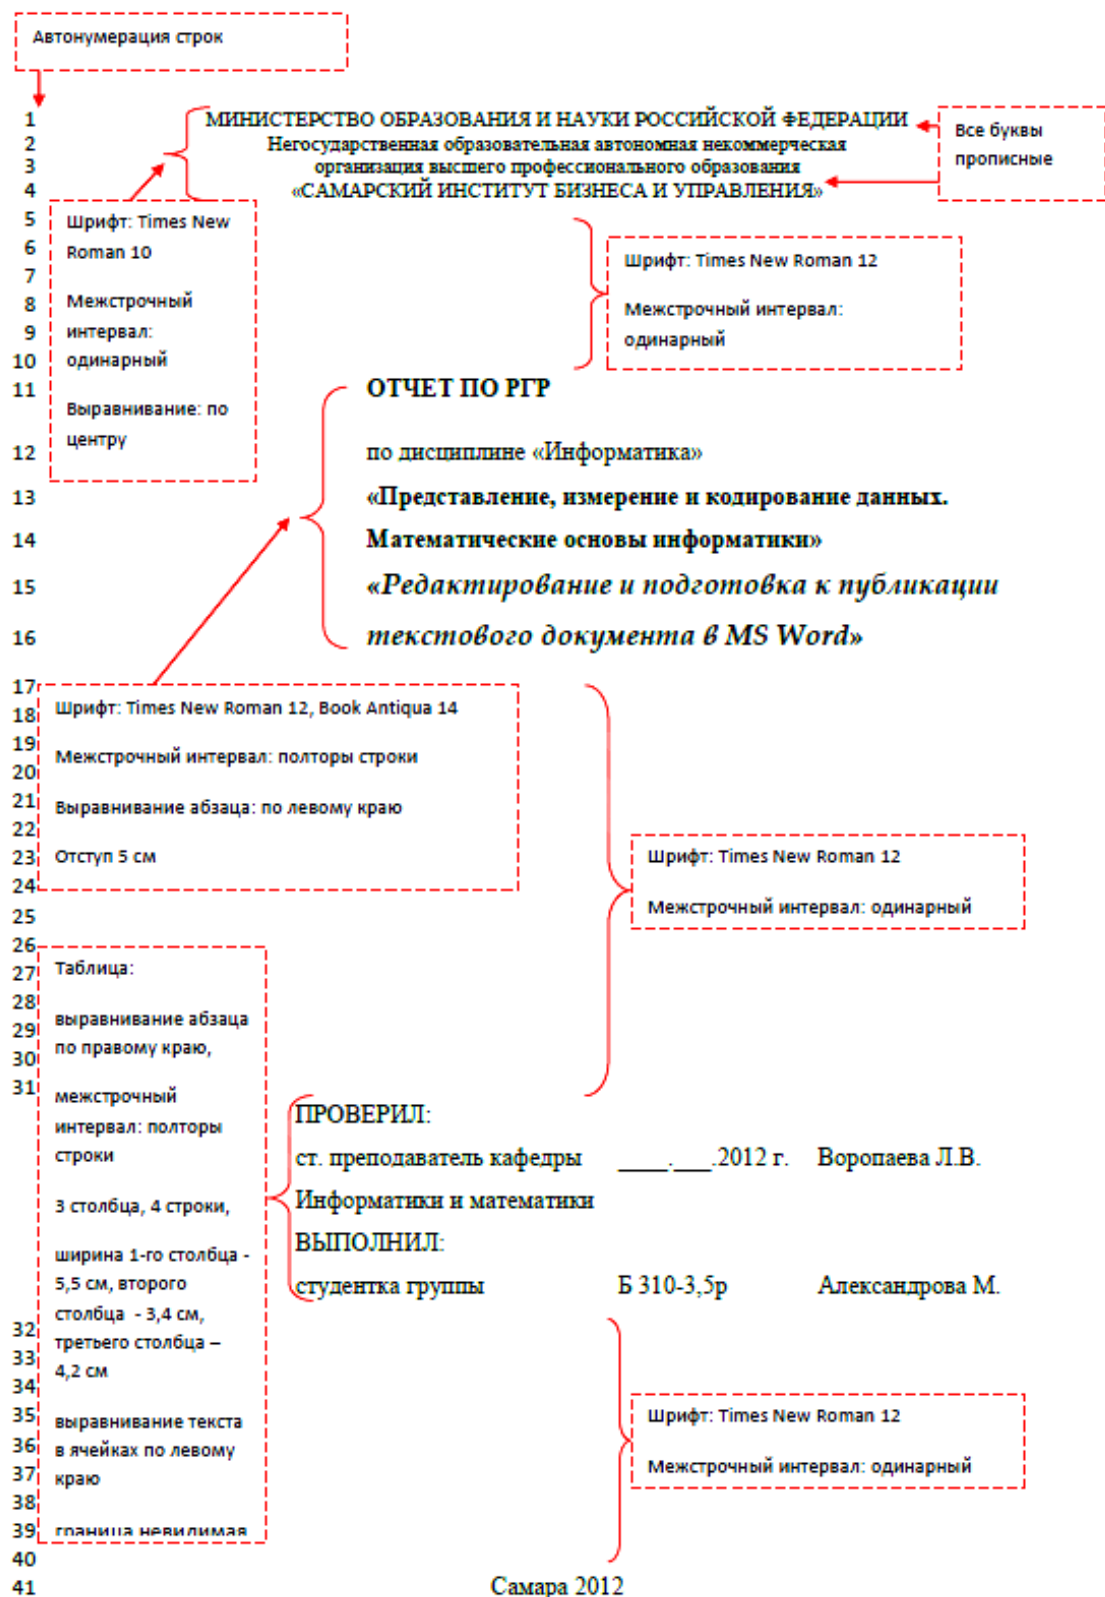 Автонумерация строк
1 МИНИСТЕРСТВО ОБРАЗОВАНИЯ И НАУКИ РОССИЙСКОЙ ФЕДЕРАЦИИ
2 Негосударственная образовательная автономная некоммерческая
3 организация высшего профессионального образования
4 «САМАРСКИЙ ИНСТИТУТ БИЗНЕСА И УПРАВЛЕНИЯ»
Все буквы
прописные
5
6
7
8
9
10
Шрифт: Times New
Roman 10
Межстрочный
интервал:
одинарный
Выравнивание: по
центру
Шрифт: Times New Roman 12
Межстрочный интервал:
одинарный
11 ОТЧЕТ ПО РГР
12 по дисциплине «Информатика»
13 «Представление, измерение и кодирование данных.
14 Математические основы информатики»
15 «Редактирование и подготовка к публикации
16 текстового документа в MS Word»
17
18
19
20
21
22
23
24
25
26
27
28
29
30
31
Шрифт: Times New Roman 12, Book Antiqua 14
Межстрочный интервал: полторы строки
Выравнивание абзаца: по левому краю
Отступ 5 см
Шрифт: Times New Roman 12
Межстрочный интервал: одинарный
Таблица:
выравнивание абзаца
по правому краю,
межстрочный
интервал: полторы
строки
3 столбца, 4 строки,
ширина 1-го столбца -
5,5 см, второго
столбца - 3,4 см,
третьего столбца –
4,2 см
выравнивание текста
в ячейках по левому
краю
граница невидимая
ПРОВЕРИЛ:
ст. преподаватель кафедры ____.___.2012 г. Воропаева Л.В.
Информатики и математики
ВЫПОЛНИЛ:
студентка группы Б 310-3,5р Александрова М.
32
33
34
35
36
37
38
39
40
Шрифт: Times New Roman 12
Межстрочный интервал: одинарный
41 Самара 2012